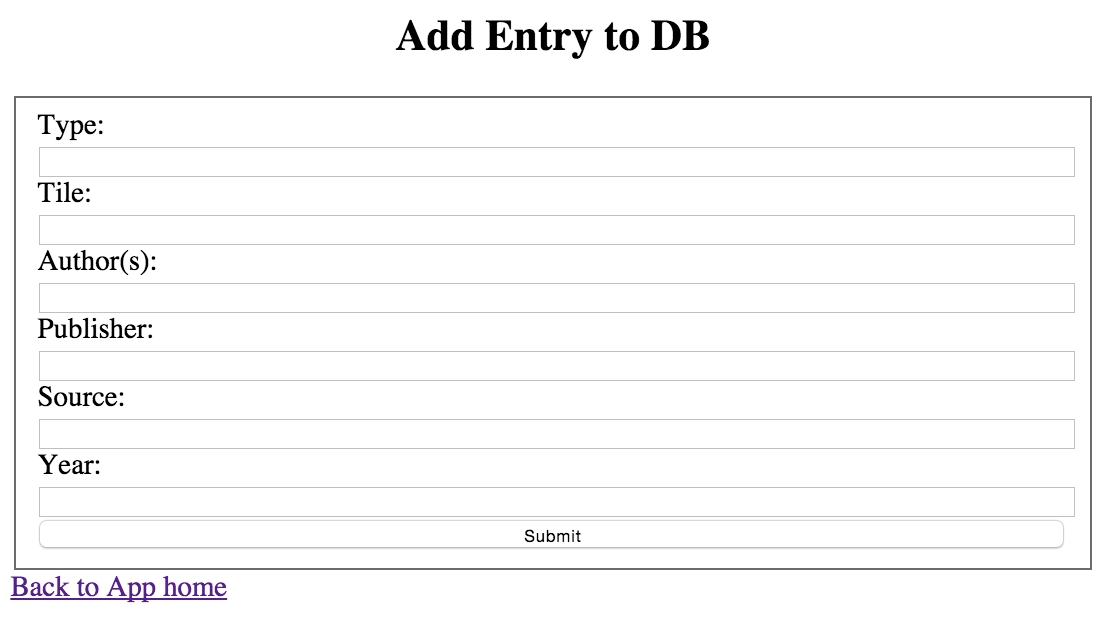 Add Entry to DB
Type:
Tile:
Author(s):
Publisher:
Source:
Year:
Submit
Back to App home